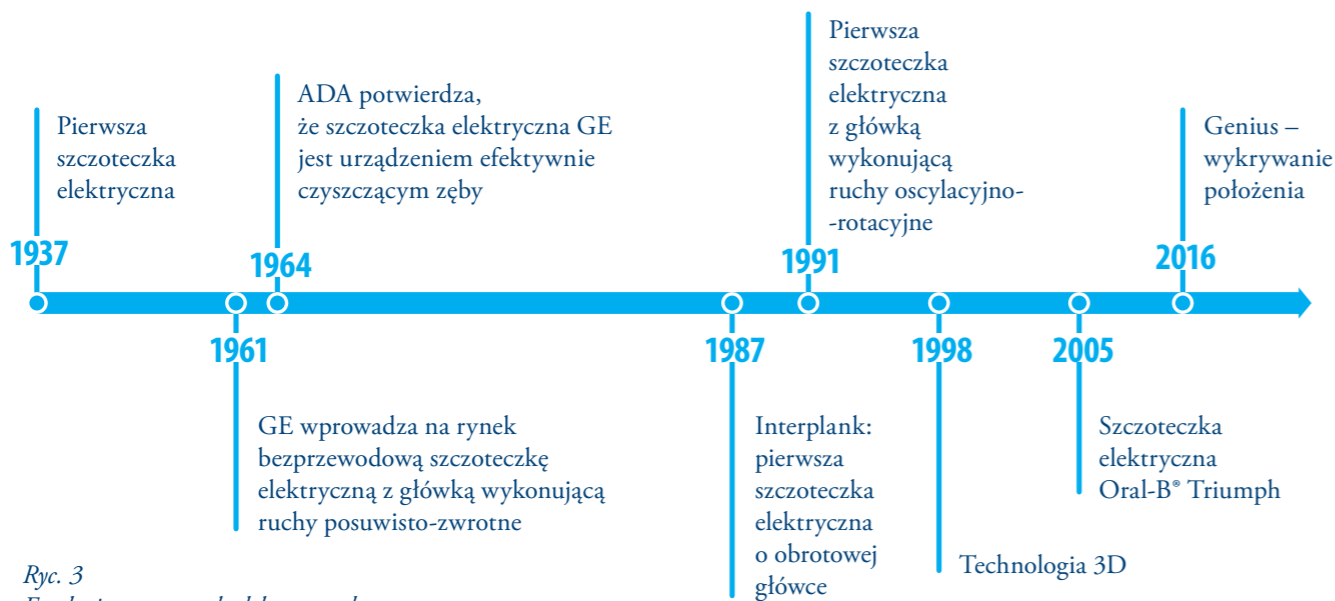 Pierwsza
szczoteczka
elektryczna
1937
ADA potwierdza,
że szczoteczka elektryczna GE
jest urządzeniem efektywnie
czyszczącym zęby
1964
Pierwsza
szczoteczka
elektryczna
z główką
wykonującą
ruchy oscylacyjno-
-rotacyjne
1991
Genius –
wykrywanie
położenia
2016
1961
GE wprowadza na rynek
bezprzewodową szczoteczkę
elektryczną z główką wykonującą
ruchy posuwisto-zwrotne
1987
Interplank:
pierwsza
szczoteczka
elektryczna
o obrotowej
główce
1998
Technologia 3D
2005
Szczoteczka
elektryczna
Oral-B® Triumph
Ryc. 3